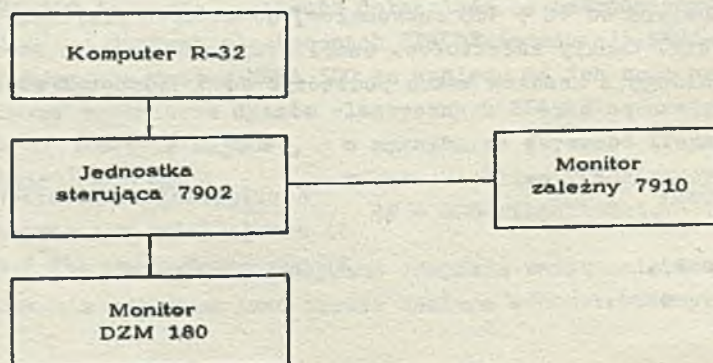 Komputer R-32
Jednostka
sterująca 7902
Monitor
zależny 7910
Monitor
DZM 180